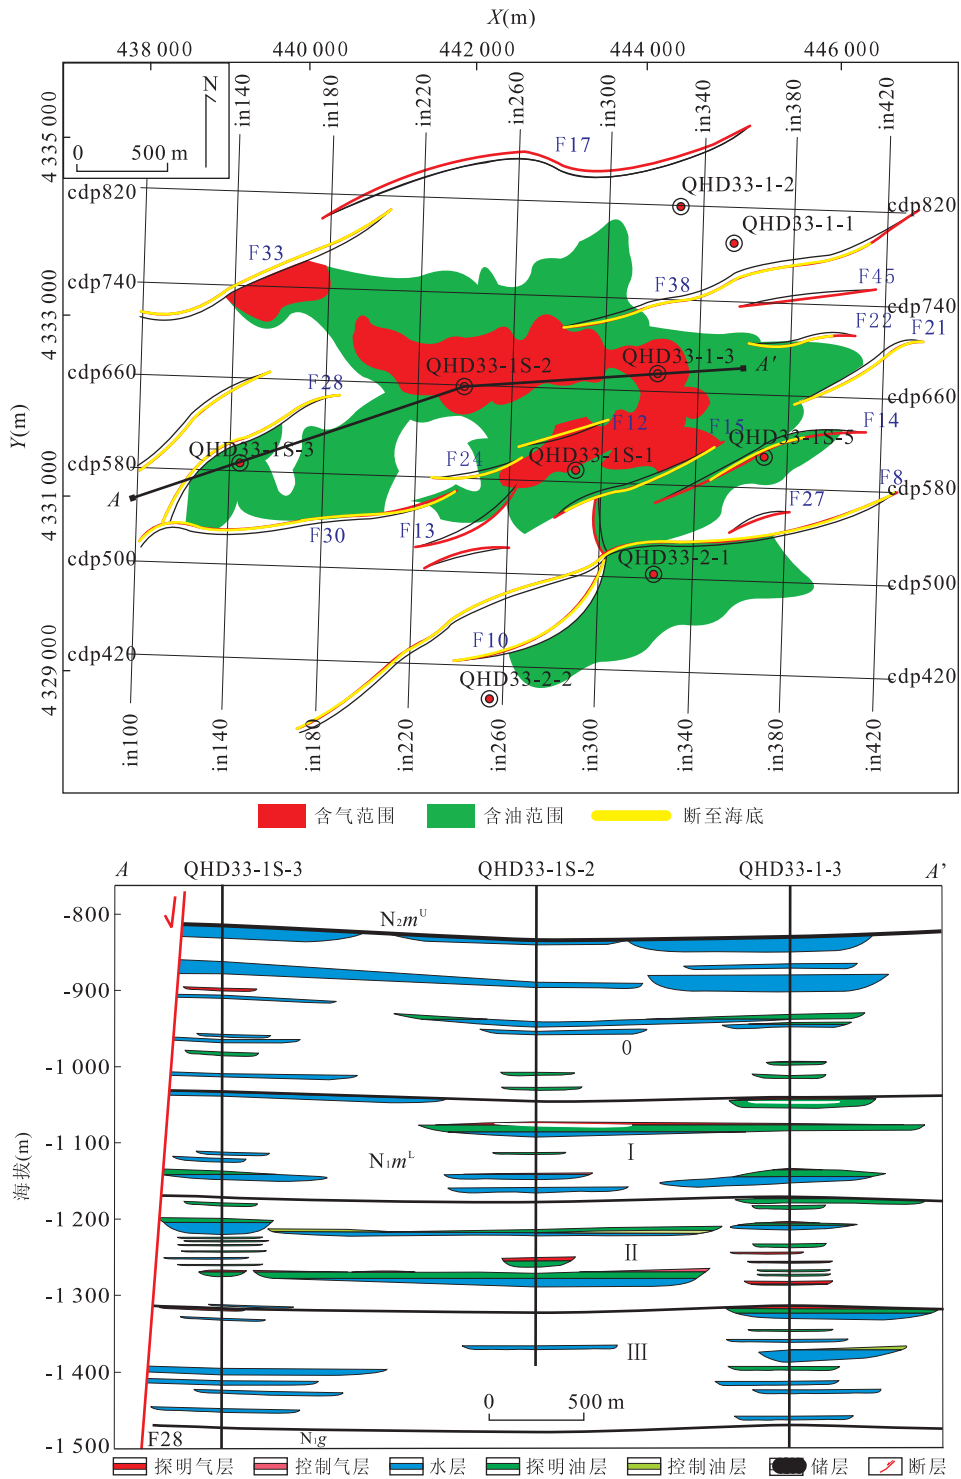 X(m)
438 000
440 000
442 000
444 000
446 000
N
0 500 m
in140
in180
in220
in260
in300
in340
in380
in420
4 335 000
4 333 000
Y(m)
4 331 000
4 329 000
F17
QHD33-1-2
cdp820
cdp820
QHD33-1-1
F33
F38
F45
cdp740
cdp740
F22
F21
QHD33-1S-2
QHD33-1-3
A'
cdp660
cdp660
F28
F12
F15
F14
QHD33-1S-3
QHD33-1S-5
F24
QHD33-1S-1
cdp580
F8
cdp580
A
F27
F30
F13
cdp500
QHD33-2-1
cdp500
F10
cdp420
cdp420
QHD33-2-2
in100
in140
in180
in220
in260
in300
in340
in380
in420
含气范围
含油范围
断至海底
A
QHD33-1S-3
QHD33-1S-2
QHD33-1-3
A’
-800
N₂mᵁ
-900
0
-1 000
-1 100
I
N₁mᴸ
海拔(m)
-1 200
II
-1 300
III
-1 400
0 500 m
F28
N₁g
-1 500
探明气层
控制气层
水层
探明油层
控制油层
储层
断层